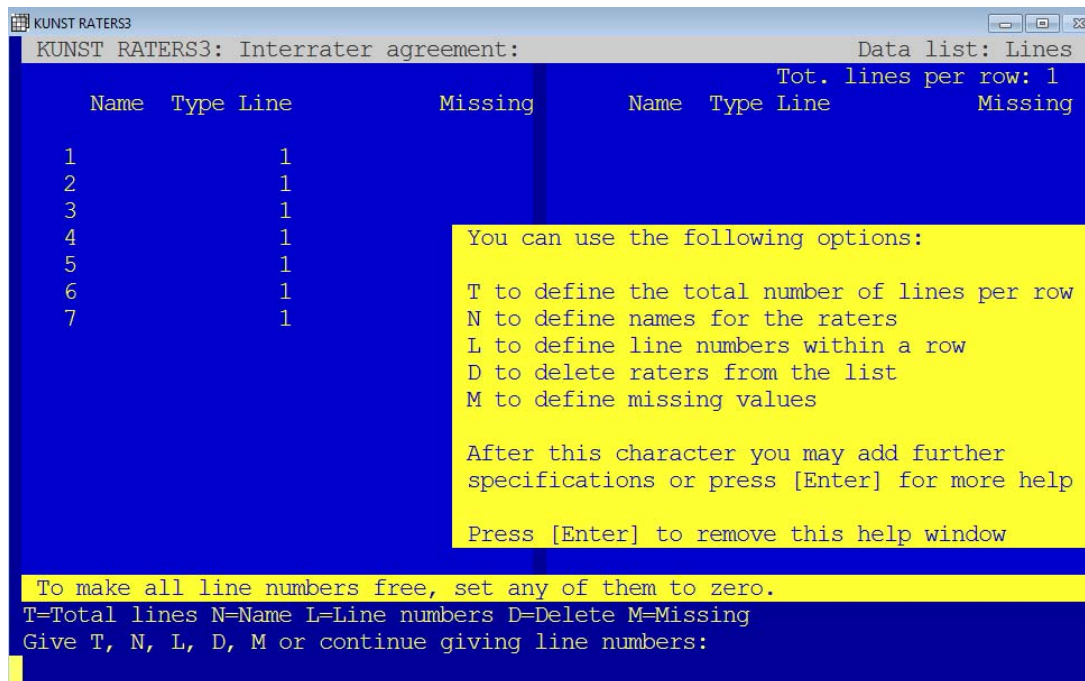 KUNST RATERS3
KUNST RATERS3: Interrater agreement: Data list: Lines
Tot. lines per row: 1
Name Type Line Missing Name Type Line Missing
1 1
2 1
3 1
4 1
5 1
6 1
7 1
You can use the following options:
T to define the total number of lines per row
N to define names for the raters
L to define line numbers within a row
D to delete raters from the list
M to define missing values
After this character you may add further
specifications or press [Enter] for more help
Press [Enter] to remove this help window
To make all line numbers free, set any of them to zero.
T=Total lines N=Name L=Line numbers D=Delete M=Missing
Give T, N, L, D, M or continue giving line numbers: